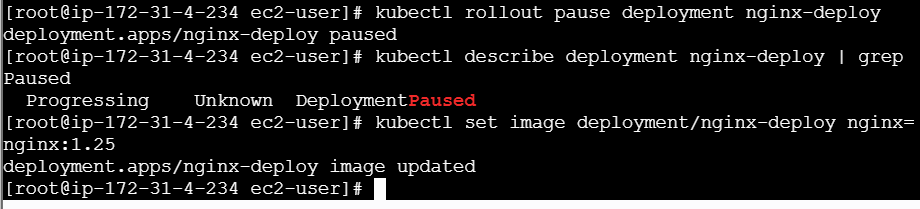 [root@ip-172-31-4-234 ec2-user]# kubectl rollout pause deployment nginx-deploy
deployment.apps/nginx-deploy paused
[root@ip-172-31-4-234 ec2-user]# kubectl describe deployment nginx-deploy | grep
Paused
  Progressing    Unknown  DeploymentPaused
[root@ip-172-31-4-234 ec2-user]# kubectl set image deployment/nginx-deploy nginx=
nginx:1.25
deployment.apps/nginx-deploy image updated
[root@ip-172-31-4-234 ec2-user]#